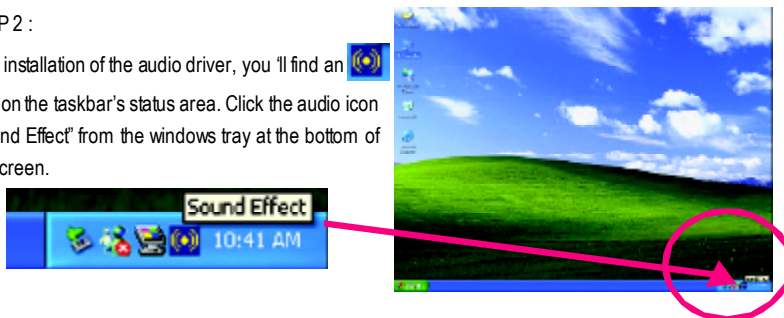 P 2 :
installation of the audio driver, you 'll find an
on the taskbar's status area. Click the audio icon
nd Effect" from the windows tray at the bottom of
creen.
Sound Effect
10:41 AM